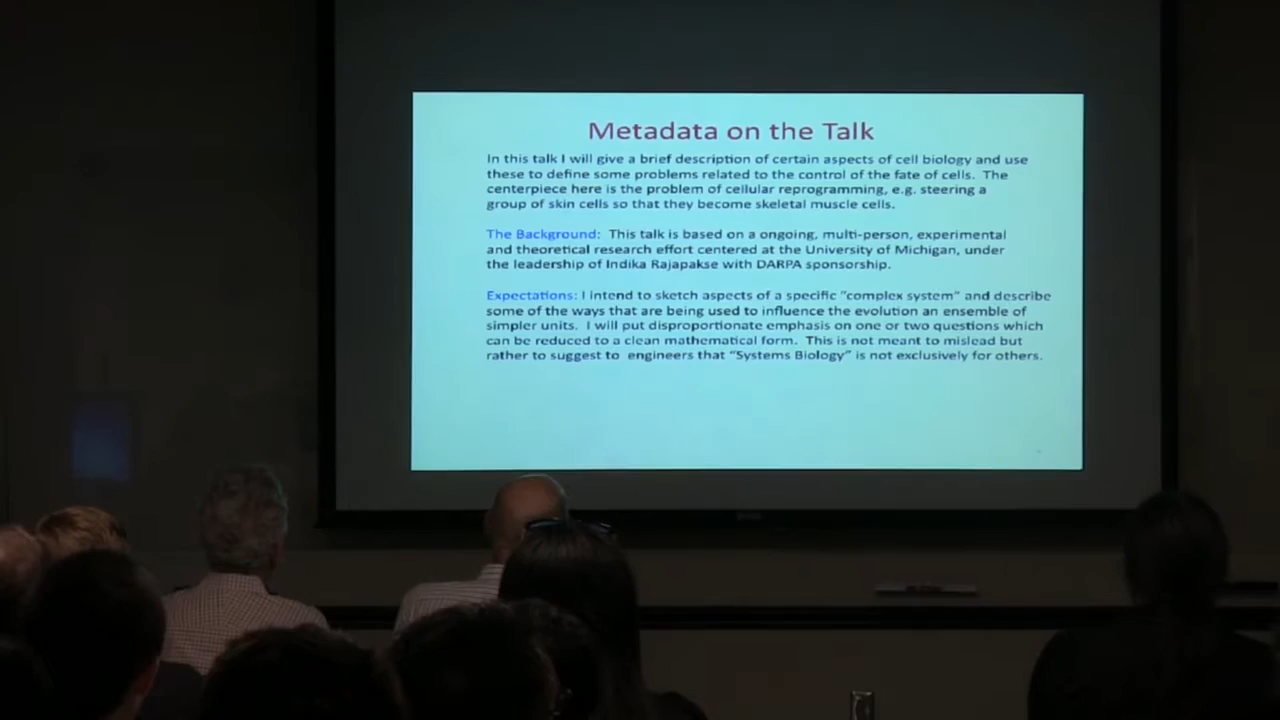 Metadata on the Talk
In this talk I will give a brief description of certain aspects of cell biology and use
these to define some problems related to the control of the fate of cells. The
centerpiece here is the problem of cellular reprogramming, e.g. steering a
group of skin cells so that they become skeletal muscle cells.
The Background: This talk is based on a ongoing, multi-person, experimental
and theoretical research effort centered at the University of Michigan, under
the leadership of Indika Rajapakse with DARPA sponsorship.
Expectations: I intend to sketch aspects of a specific "complex system" and describe
some of the ways that are being used to influence the evolution an ensemble of
simpler units. I will put disproportionate emphasis on one or two questions which
can be reduced to a clean mathematical form. This is not meant to mislead but
rather to suggest to engineers that "Systems Biology" is not exclusively for others.